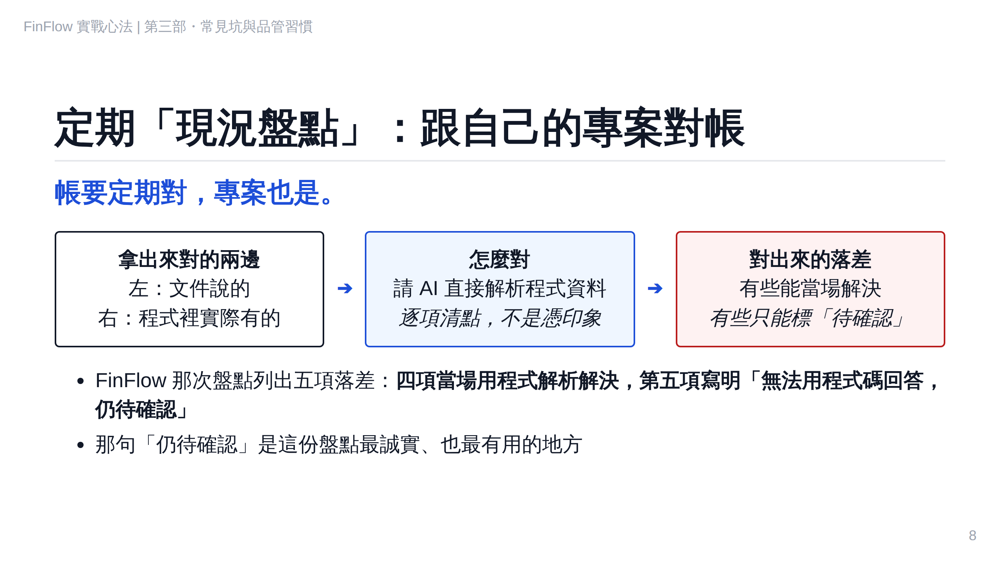 FinFlow 實戰心法 | 第三部・常見坑與品管習慣
定期「現況盤點」：跟自己的專案對帳
帳要定期對，專案也是。
拿出來對的兩邊
左：文件說的
右：程式裡實際有的
➔
怎麼對
請 AI 直接解析程式資料
逐項清點，不是憑印象
➔
對出來的落差
有些能當場解決
有些只能標「待確認」
• FinFlow 那次盤點列出五項落差：四項當場用程式解析解決，第五項寫明「無法用程式碼回答，
仍待確認」
• 那句「仍待確認」是這份盤點最誠實、也最有用的地方
8